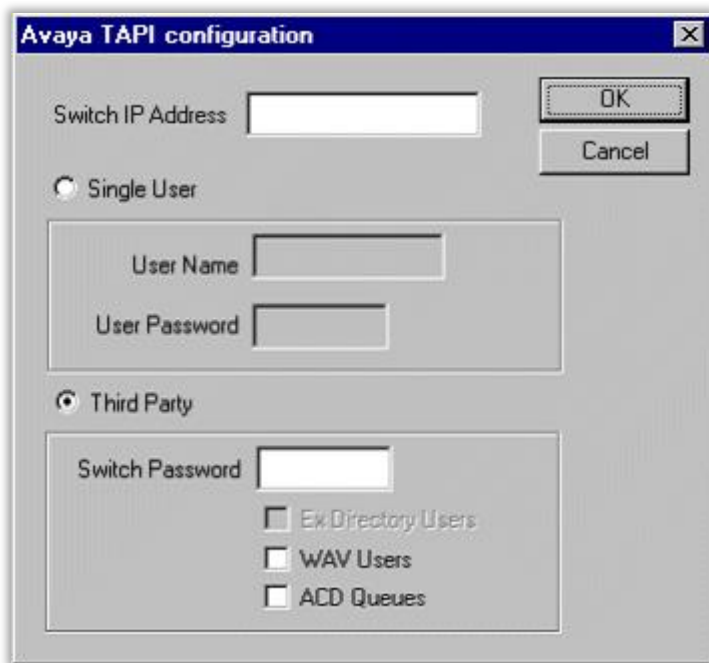 Avaya TAPI configuration
Switch IP Address
OK
Cancel
Single User
User Name
User Password
Third Party
Switch Password
Ex Directory Users
WAV Users
ACD Queues